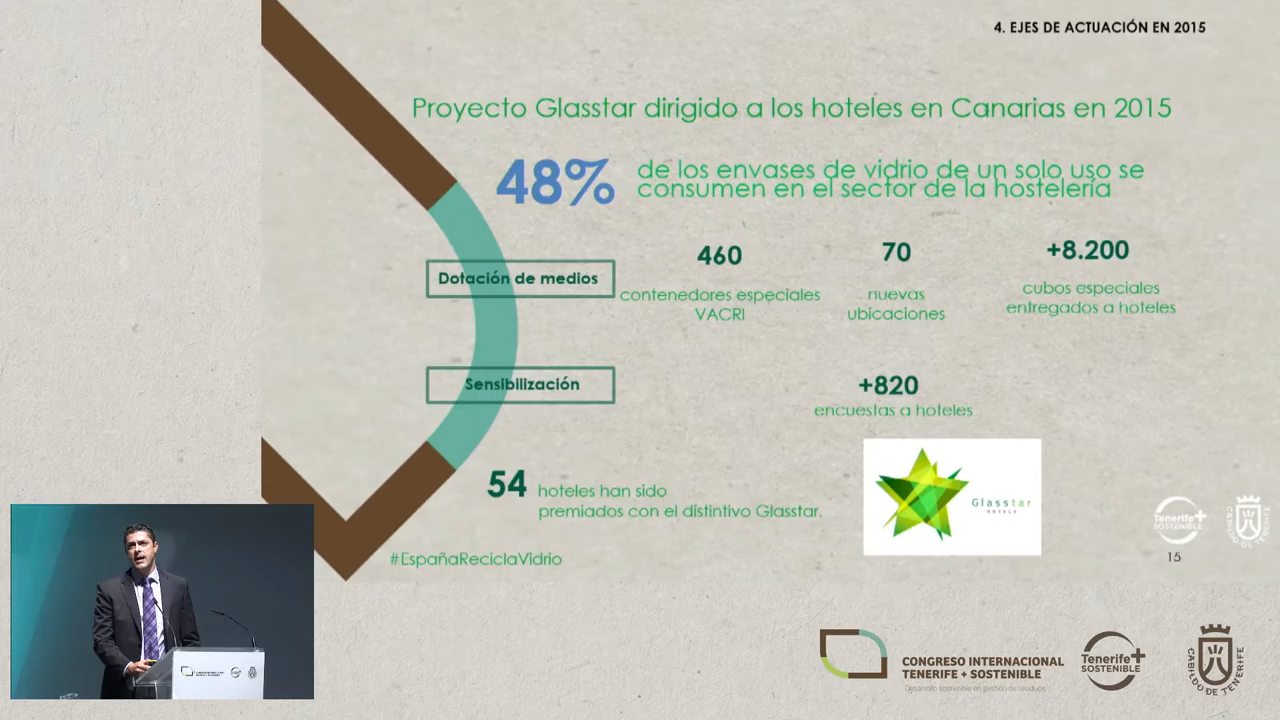 4. EJES DE ACTUACIÓN EN 2015
Proyecto Glasstar dirigido a los hoteles en Canarias en 2015
48%
de los envases de vidrio de un solo uso se
consumen en el sector de la hostelería
Dotación de medios
460
contenedores especiales
VACRI
70
nuevas
ubicaciones
+8.200
cubos especiales
entregados a hoteles
Sensibilización
+820
encuestas a hoteles
54
hoteles han sido
premiados con el distintivo Glasstar.
Glasstar
HOTELS
#EspañaReciclaVidrio
Tenerife+
SOSTENIBLE
CABILDO DE TENERIFE
15
CONGRESO INTERNACIONAL
TENERIFE + SOSTENIBLE
Desarrollo sostenible en gestión de residuos
Tenerife+
SOSTENIBLE
CABILDO DE TENERIFE